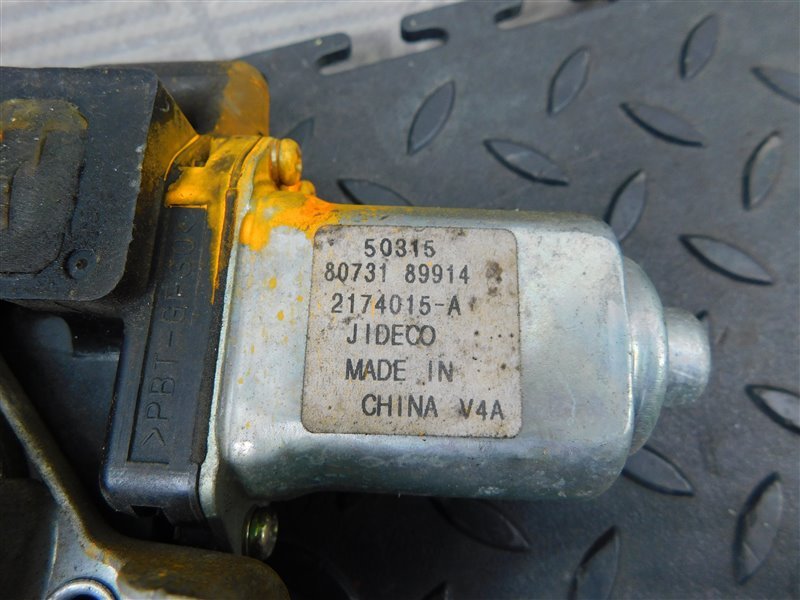 50315
80731 89914
2174015-A
JIDECO
MADE IN
CHINA V4A
>PBT-GF30<